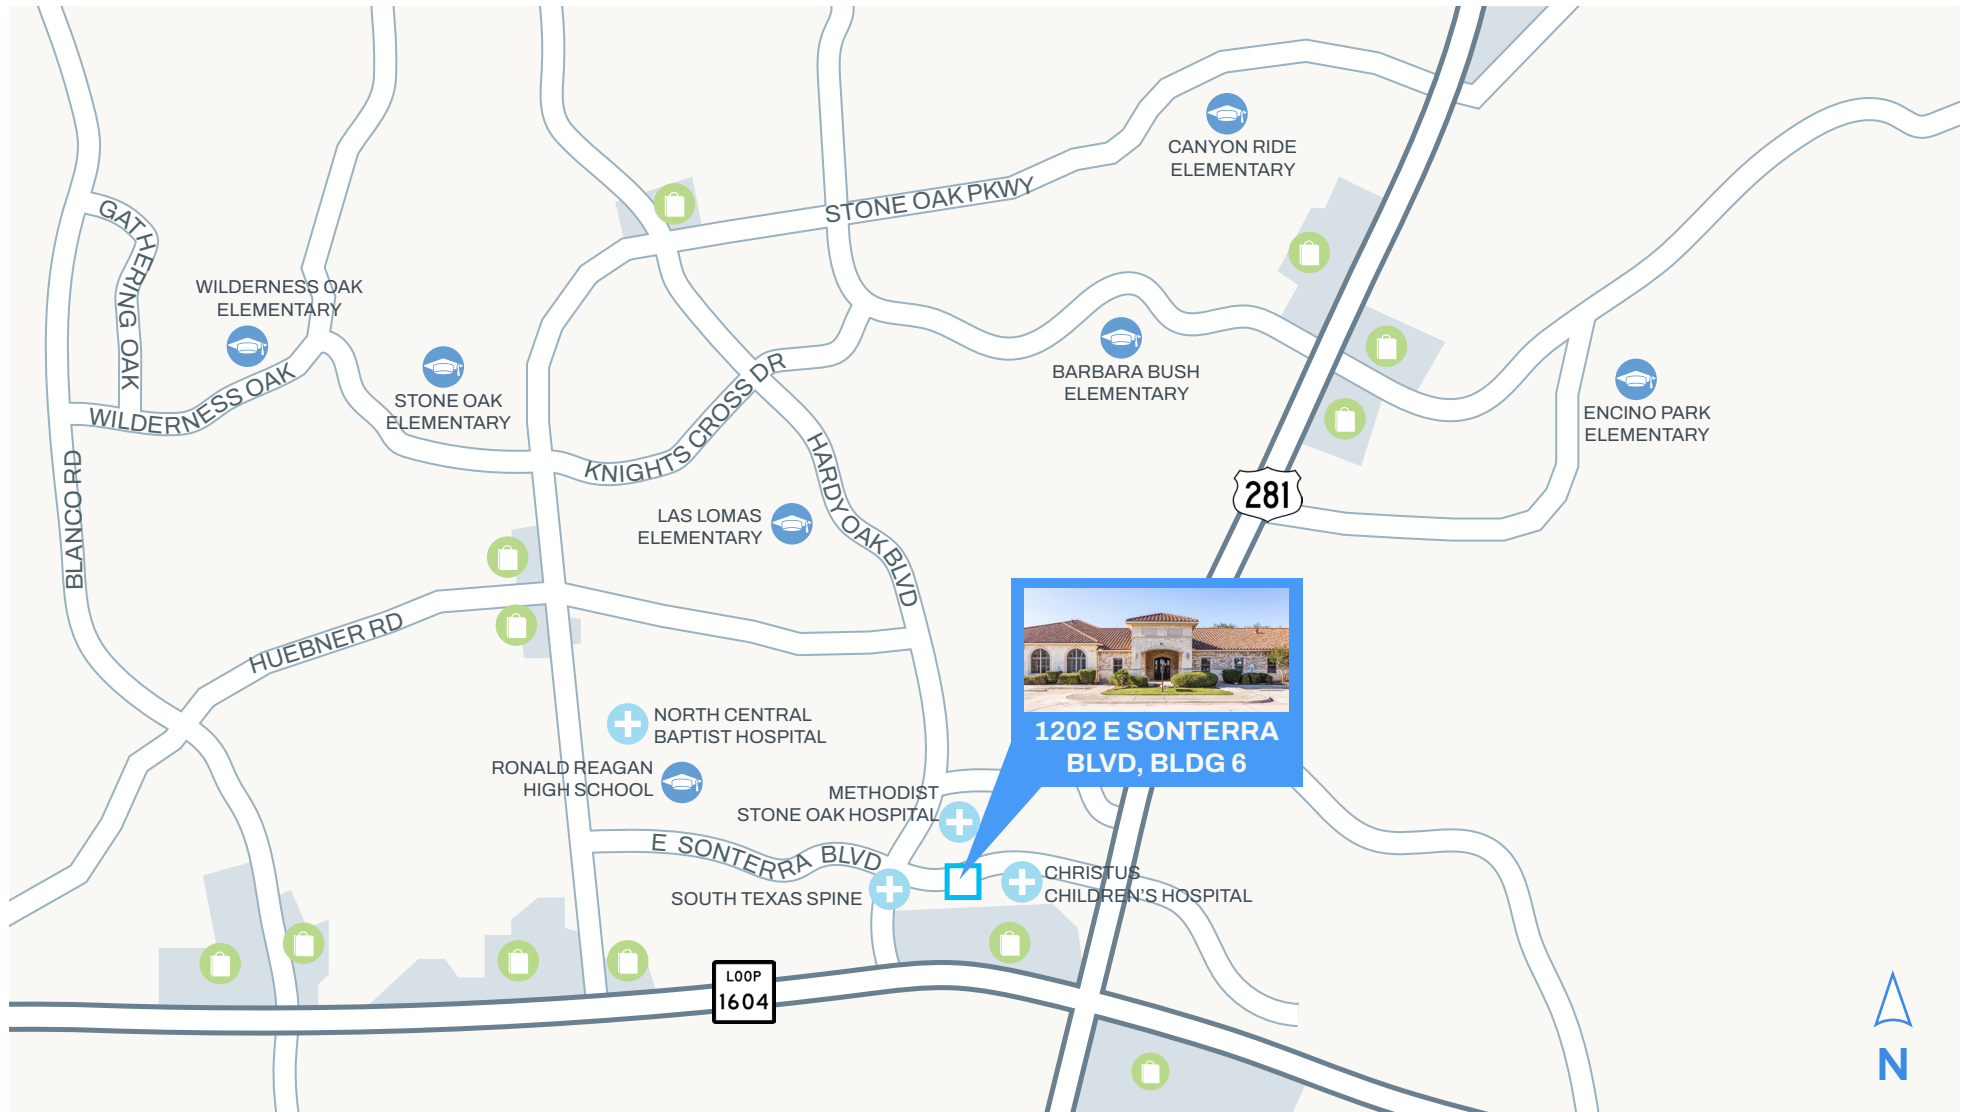 CANYON RIDE
ELEMENTARY
STONE OAK PKWY
GATHERING OAK
WILDERNESS OAK
ELEMENTARY
WILDERNESS OAK
STONE OAK
ELEMENTARY
KNIGHTS CROSS DR
BARBARA BUSH
ELEMENTARY
ENCINO PARK
ELEMENTARY
BLANCO RD
HARDY OAK BLVD
281
LAS LOMAS
ELEMENTARY
HUEBNER RD
1202 E SONTERRA
BLVD, BLDG 6
NORTH CENTRAL
BAPTIST HOSPITAL
RONALD REAGAN
HIGH SCHOOL
METHODIST
STONE OAK HOSPITAL
E SONTERRA BLVD
SOUTH TEXAS SPINE
CHRISTUS
CHILDREN'S HOSPITAL
LOOP
1604
N